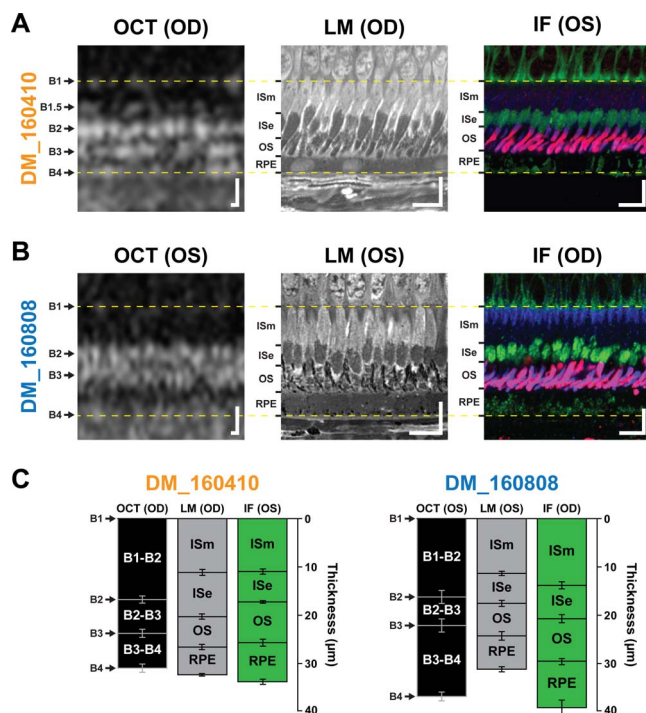 A
OCT (OD) LM (OD) IF (OS)
DM_160410
B1
B1.5
B2
B3
B4
ISm
ISe
OS
RPE
ISm
ISe
OS
RPE
B
OCT (OS) LM (OS) IF (OD)
DM_160808
B1
B2
B3
B4
ISm
ISe
OS
RPE
ISm
ISe
OS
RPE
C
DM_160410
OCT (OD) LM (OD) IF (OS)
B1
B2
B3
B4
B1-B2
B2-B3
B3-B4
ISm
ISe
OS
RPE
ISm
ISe
OS
RPE
0
10
20
30
40
Thicknesss (µm)
DM_160808
OCT (OS) LM (OS) IF (OD)
B1
B2
B3
B4
B1-B2
B2-B3
B3-B4
ISm
ISe
OS
RPE
ISm
ISe
OS
RPE
0
10
20
30
40
Thicknesss (µm)